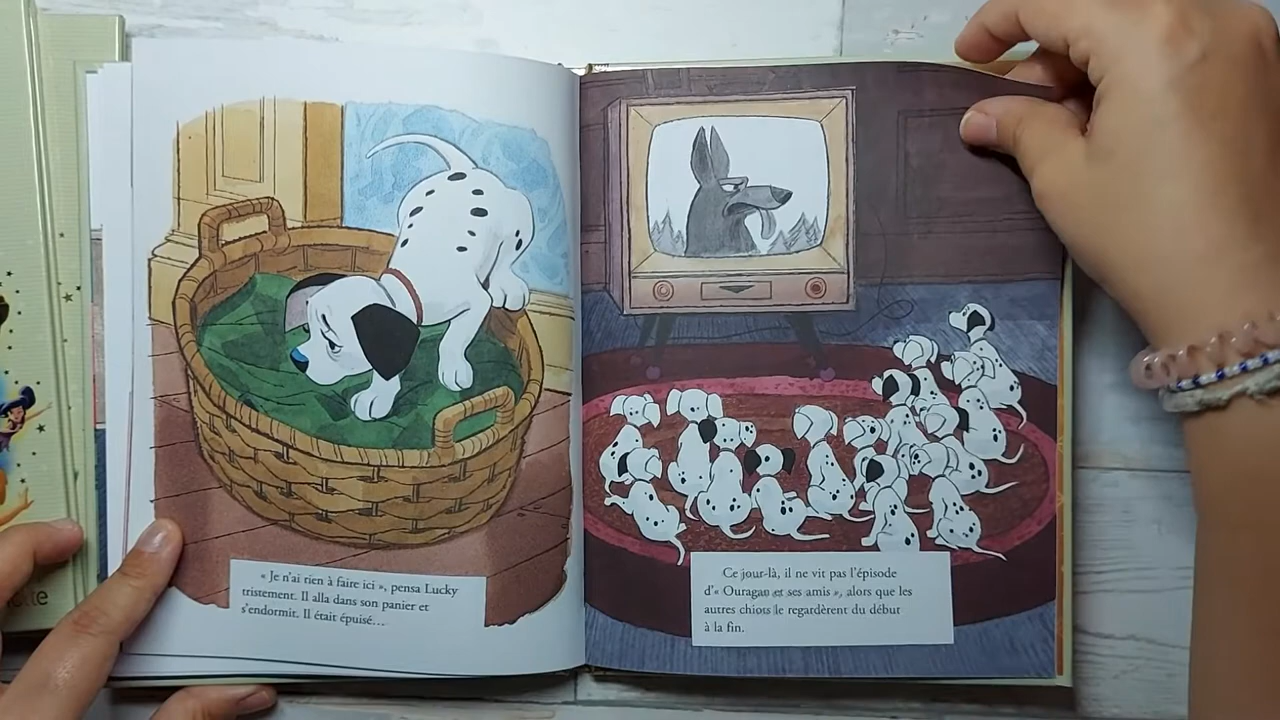 « Je n'ai rien à faire ici », pensa Lucky
tristement. Il alla dans son panier et
s'endormit. Il était épuisé…
Ce jour-là, il ne vit pas l'épisode
d'« Ouragan et ses amis », alors que les
autres chiots le regardèrent du début
à la fin.